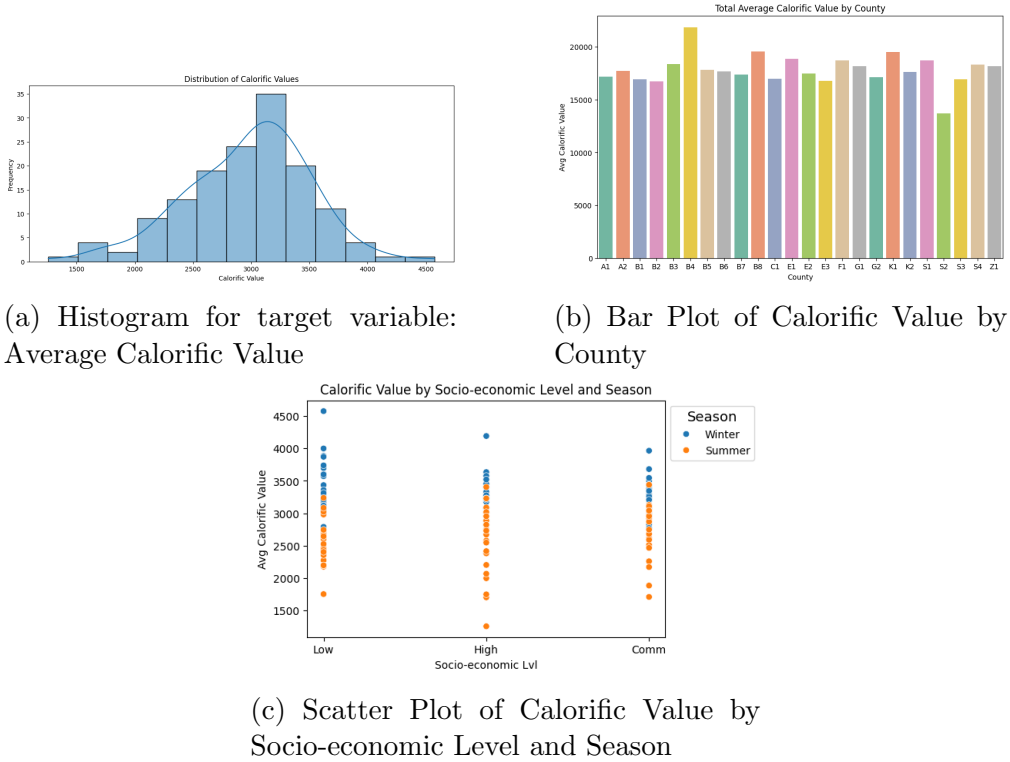 Distribution of Calorific Values
Frequency
35
30
25
20
15
10
5
0
1500 2000 2500 3000 3500 4000 4500
Calorific Value
(a) Histogram for target variable:
Average Calorific Value
Total Average Calorific Value by County
Avg Calorific Value
20000
15000
10000
5000
0
A1 A2 B1 B2 B3 B4 B5 B6 B7 B8 C1 E1 E2 E3 F1 G1 G2 K1 K2 S1 S2 S3 S4 Z1
County
(b) Bar Plot of Calorific Value by
County
Calorific Value by Socio-economic Level and Season
Avg Calorific Value
4500
4000
3500
3000
2500
2000
1500
Low High Comm
Socio-economic Lvl
Season
Winter
Summer
(c) Scatter Plot of Calorific Value by
Socio-economic Level and Season